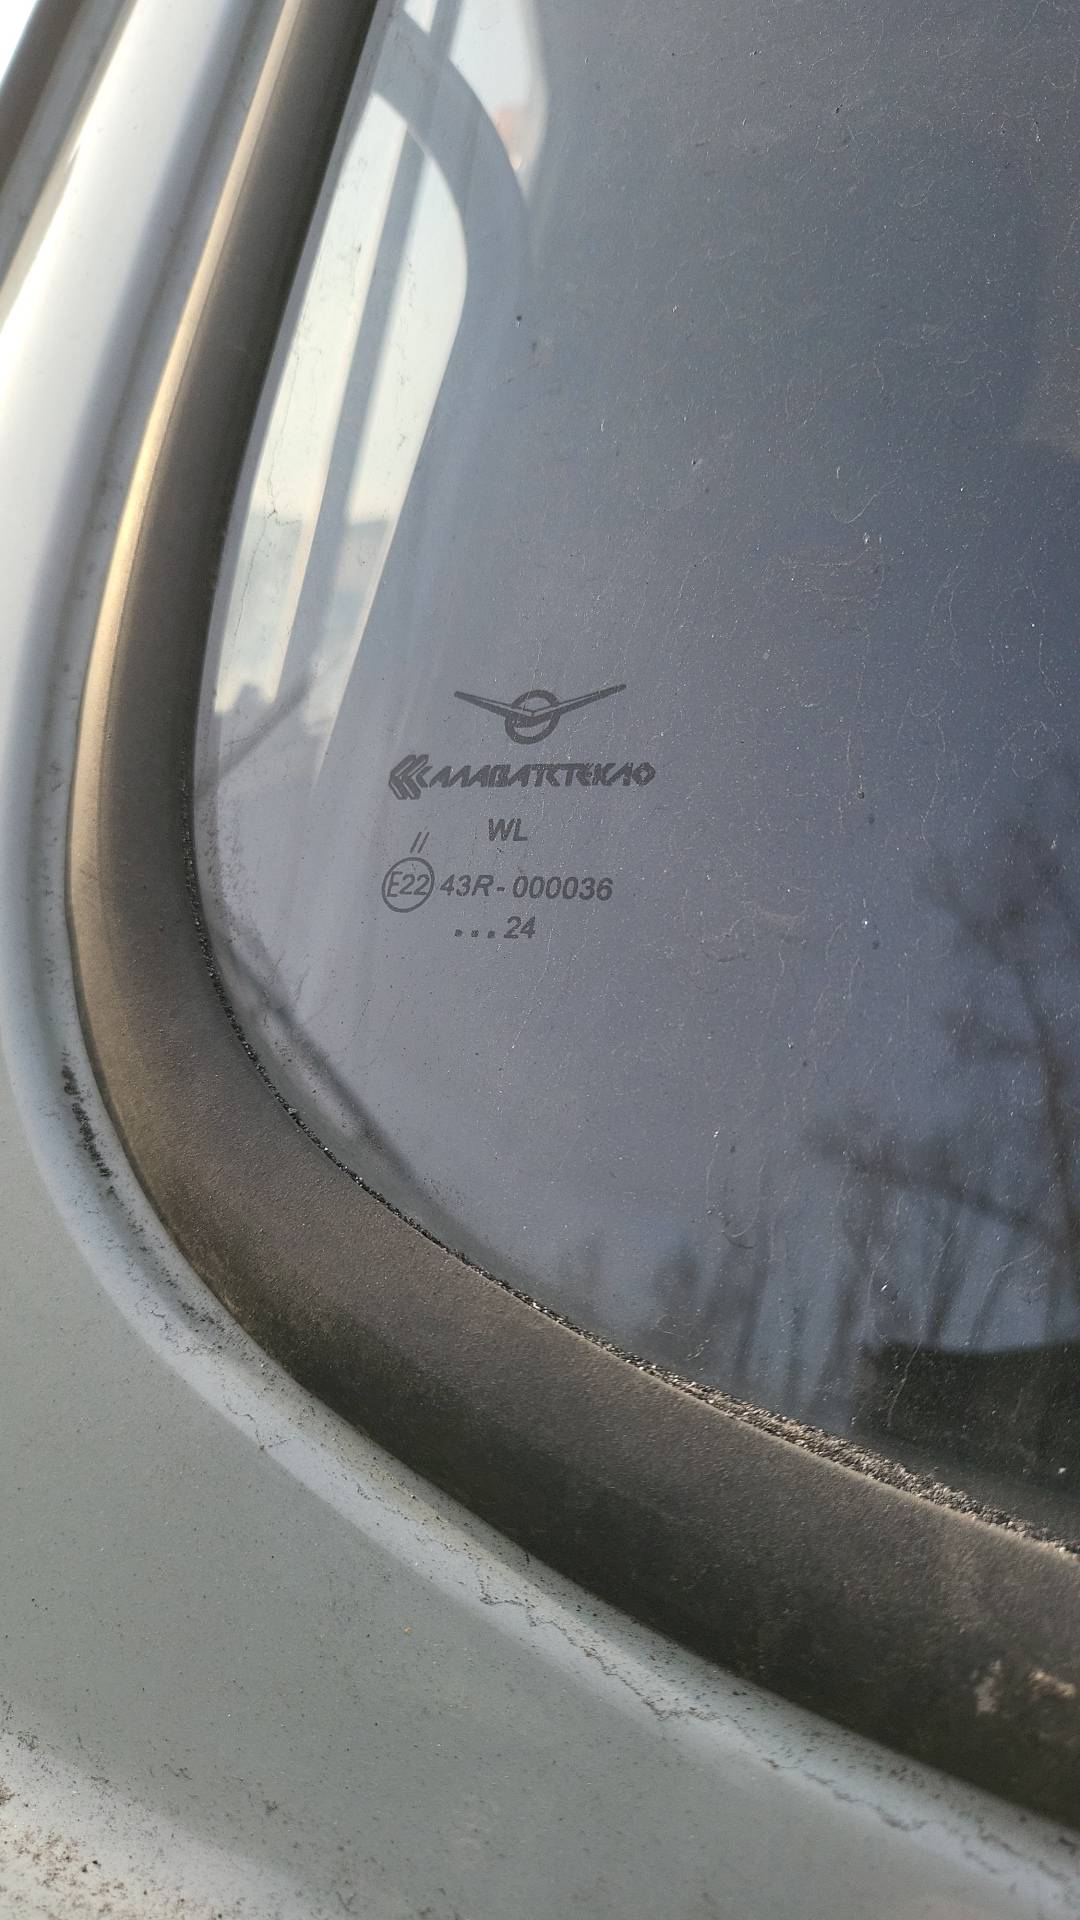 САЛАВАТСТЕКЛО
WL
//
E22 43R-000036
...24